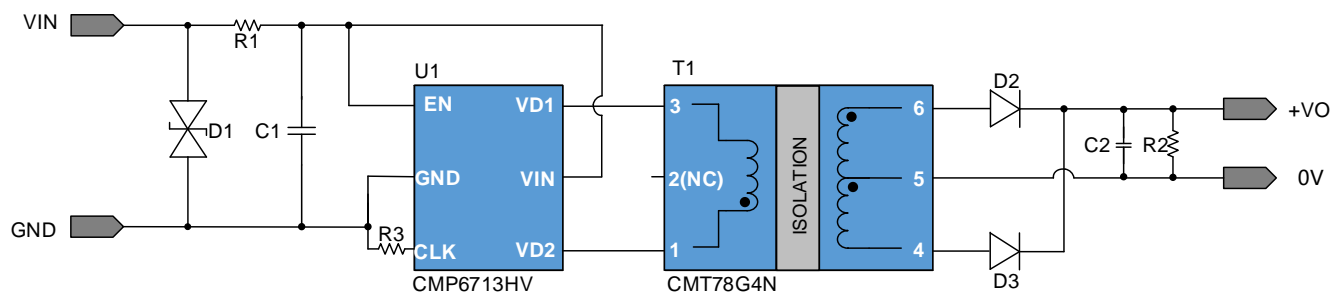 VIN
R1
D1
C1
GND
R3
U1
EN
VD1
GND
VIN
CLK
VD2
CMP6713HV
T1
3
2(NC)
1
ISOLATION
6
5
4
CMT78G4N
D2
D3
C2
R2
+VO
0V